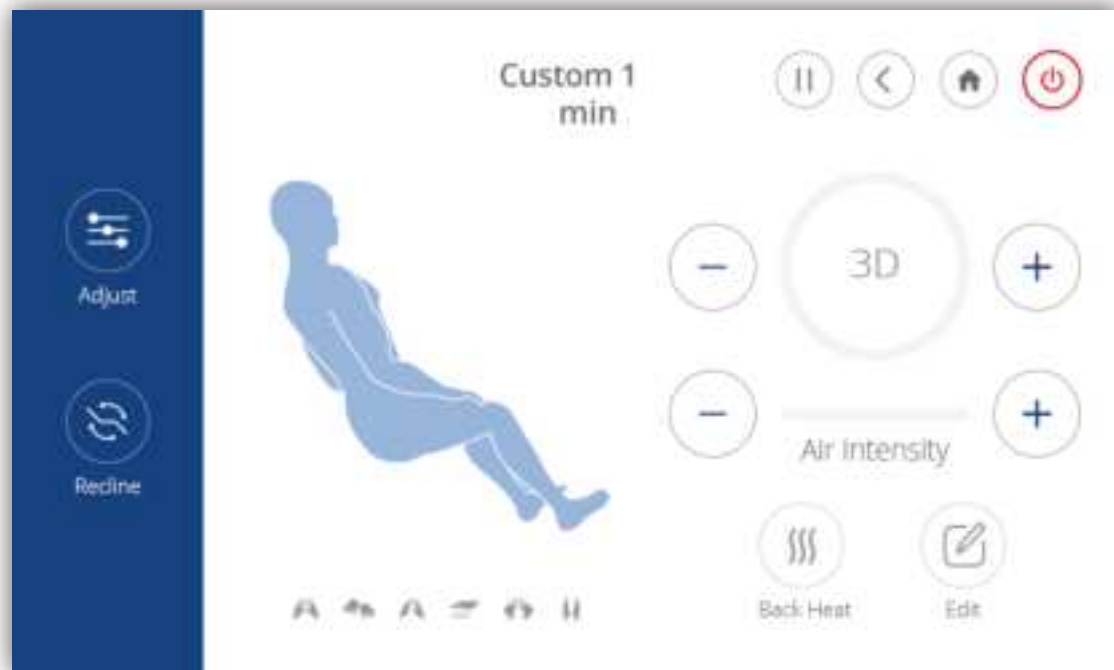 Custom 1
min
Adjust
Recline
3D
Air Intensity
Back Heat
Edit